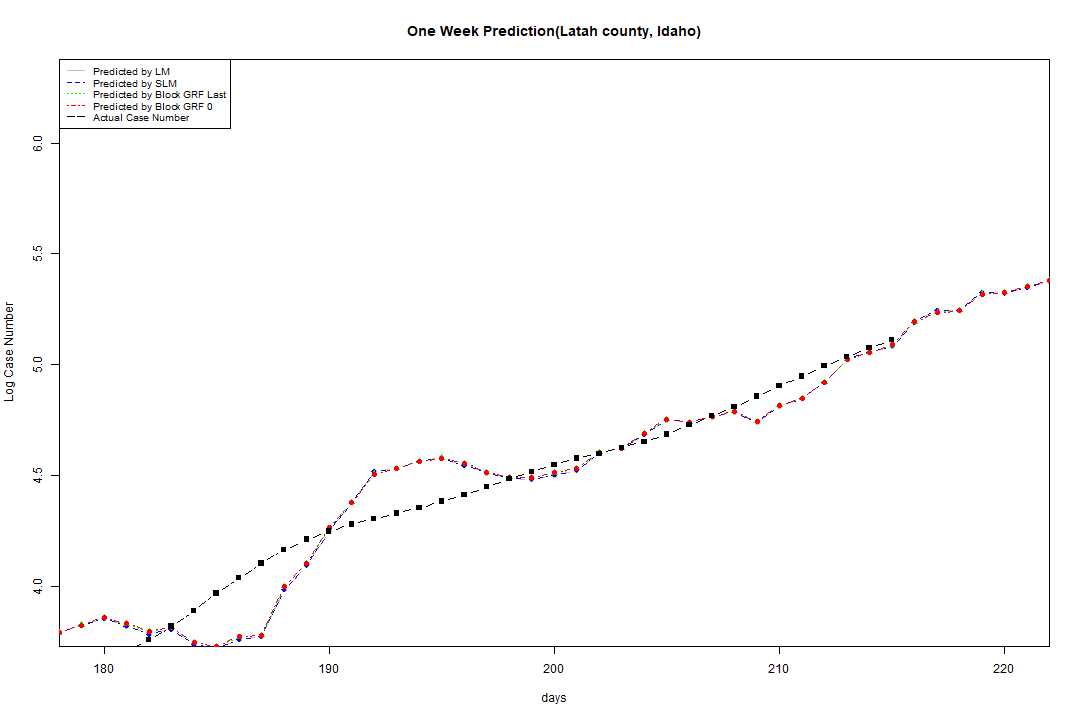 One Week Prediction(Latah county, Idaho)
Predicted by LM
Predicted by SLM
Predicted by Block GRF Last
Predicted by Block GRF 0
Actual Case Number
6.0
5.5
5.0
4.5
4.0
Log Case Number
180 190 200 210 220
days